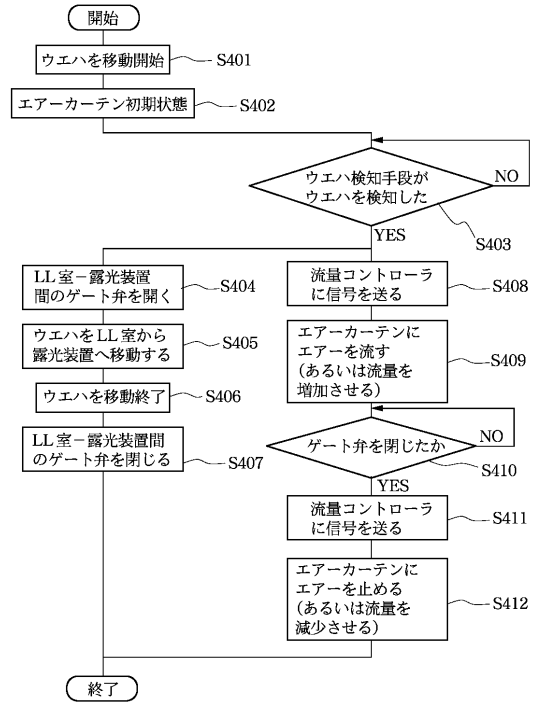 開始
ウエハを移動開始
S401
エアーカーテン初期状態
S402
ウエハ検知手段が
ウエハを検知した
NO
S403
YES
LL室－露光装置
間のゲート弁を開く
S404
ウエハをLL室から
露光装置へ移動する
S405
ウエハを移動終了
S406
LL室－露光装置間
のゲート弁を閉じる
S407
流量コントローラ
に信号を送る
S408
エアーカーテンに
エアーを流す
（あるいは流量を
増加させる）
S409
ゲート弁を閉じたか
NO
S410
YES
流量コントローラ
に信号を送る
S411
エアーカーテンに
エアーを止める
（あるいは流量を
減少させる）
S412
終了